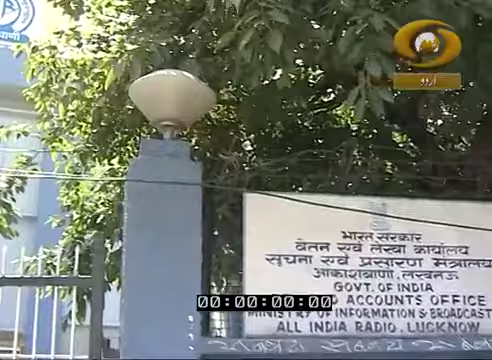 اردو
भारत सरकार
वेतन एवं लेखा कार्यालय
सूचना एवं प्रसारण मंत्रालय
आकाशवाणी, लखनऊ
GOVT. OF INDIA
ACCOUNTS OFFICE
MINISTRY OF INFORMATION & BROADCAST
ALL INDIA RADIO, LUCKNOW
00:00:00:00